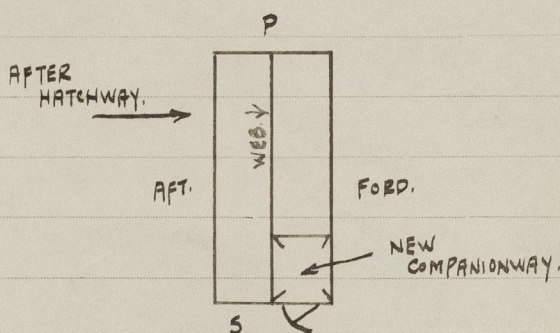 P
AFTER
HATCHWAY.
WEB.
AFT.
FORD.
NEW
COMPANIONWAY.
S